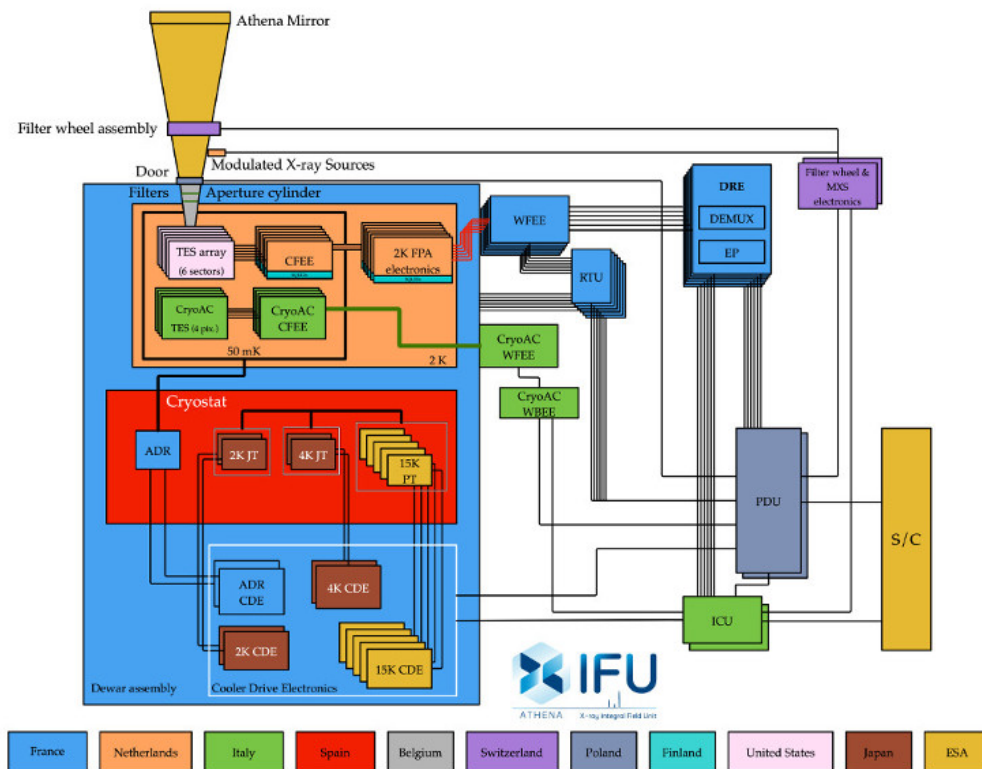 Athena Mirror
Filter wheel assembly
Modulated X-ray Sources
Door
Filters
Aperture cylinder
Filter wheel &
MXS
electronics
DRE
DEMUX
EP
WFEE
RTU
TES array
(6 sectors)
CFEE
2K FPA
electronics
CryoAC
TES (4 pix.)
CryoAC
CFEE
50 mK
2 K
CryoAC
WFEE
CryoAC
WBEE
Cryostat
ADR
2K JT
4K JT
15K
PT
PDU
S/C
ADR
CDE
4K CDE
2K CDE
15K CDE
ICU
Dewar assembly
Cooler Drive Electronics
IFU
ATHENA
X-ray Integral Field Unit
France
Netherlands
Italy
Spain
Belgium
Switzerland
Poland
Finland
United States
Japan
ESA